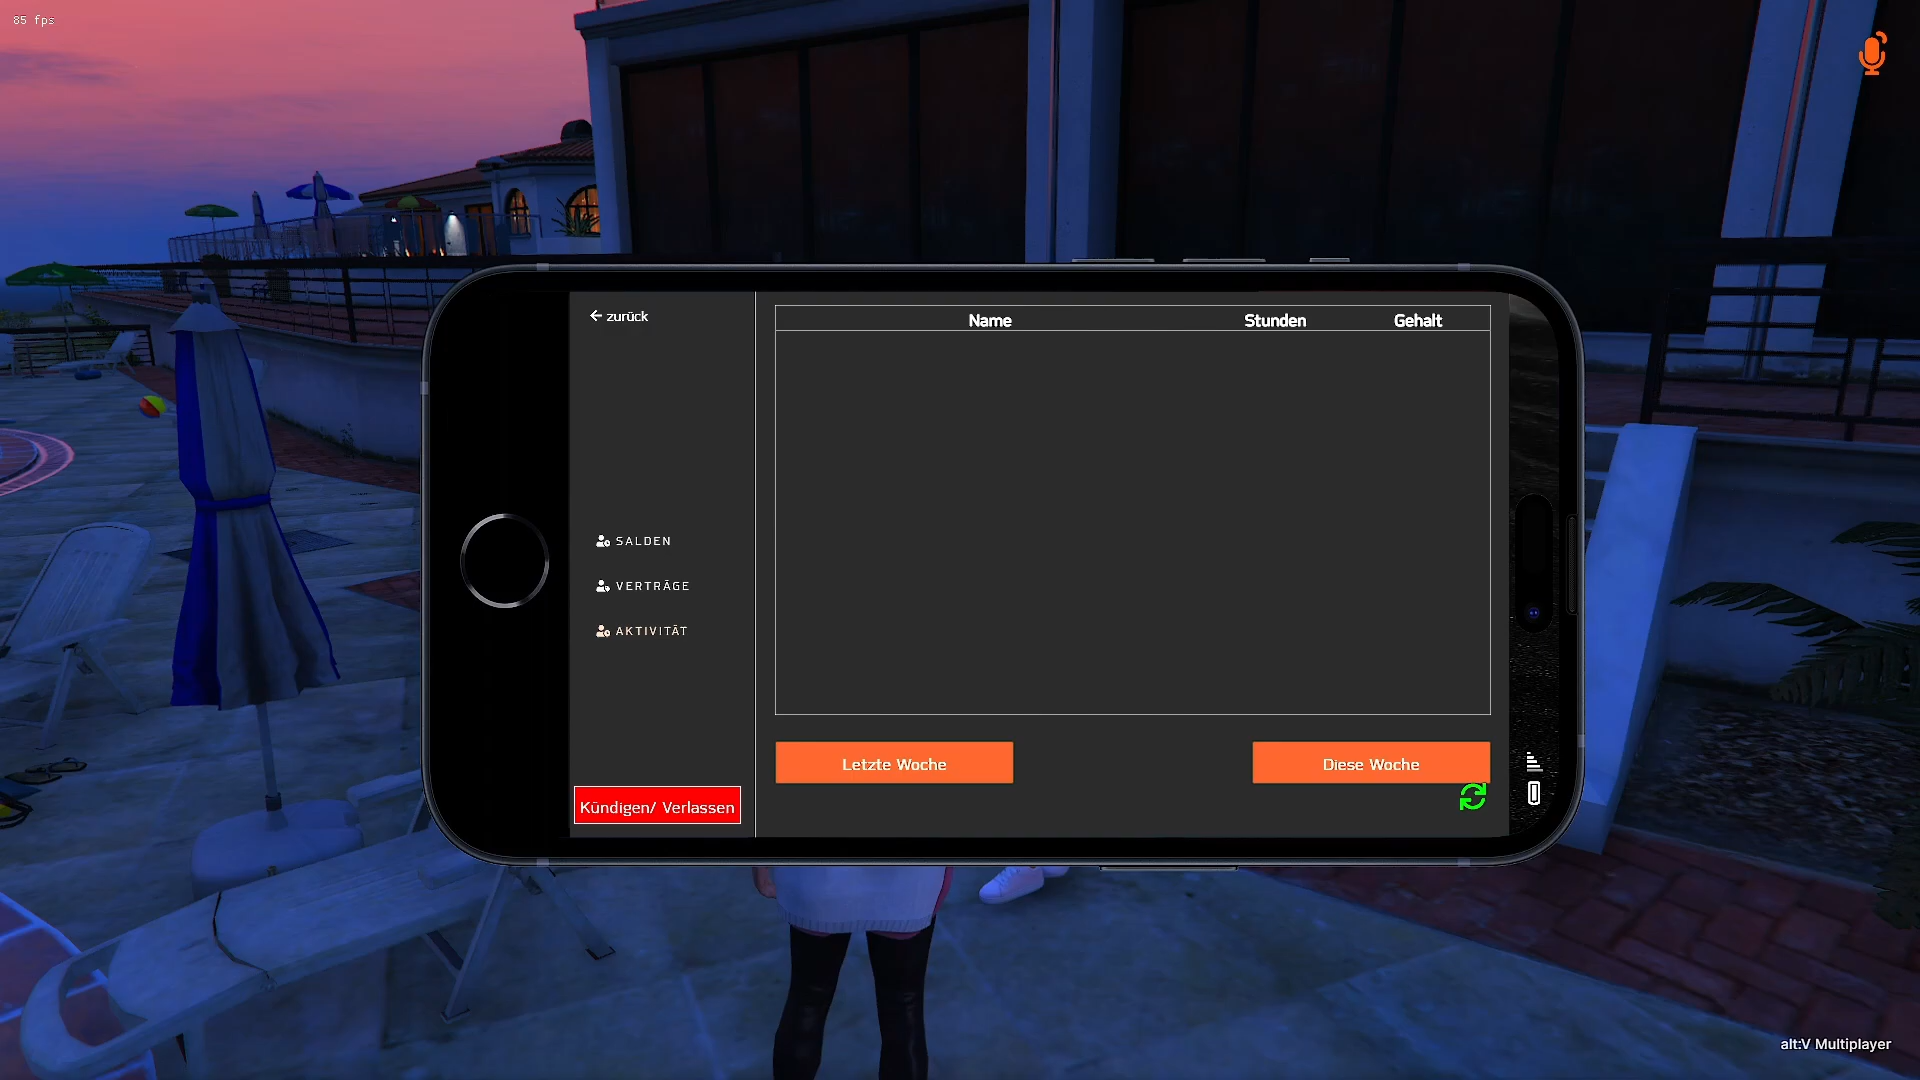 85 fps
zurück
Name Stunden Gehalt
SALDEN
VERTRÄGE
AKTIVITÄT
Letzte Woche Diese Woche
Kündigen/ Verlassen
alt:V Multiplayer